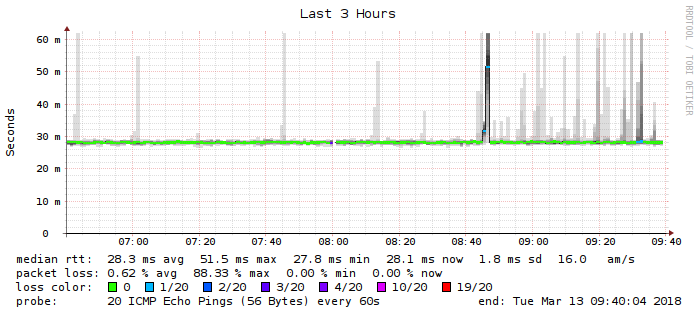 Last 3 Hours
RRDTOOL / TOBI OETIKER
Seconds
60 m
50 m
40 m
30 m
20 m
10 m
0
07:00 07:20 07:40 08:00 08:20 08:40 09:00 09:20 09:40
median rtt: 28.3 ms avg 51.5 ms max 27.8 ms min 28.1 ms now 1.8 ms sd 16.0 am/s
packet loss: 0.62 % avg 88.33 % max 0.00 % min 0.00 % now
loss color: 0 1/20 2/20 3/20 4/20 10/20 19/20
probe: 20 ICMP Echo Pings (56 Bytes) every 60s end: Tue Mar 13 09:40:04 2018